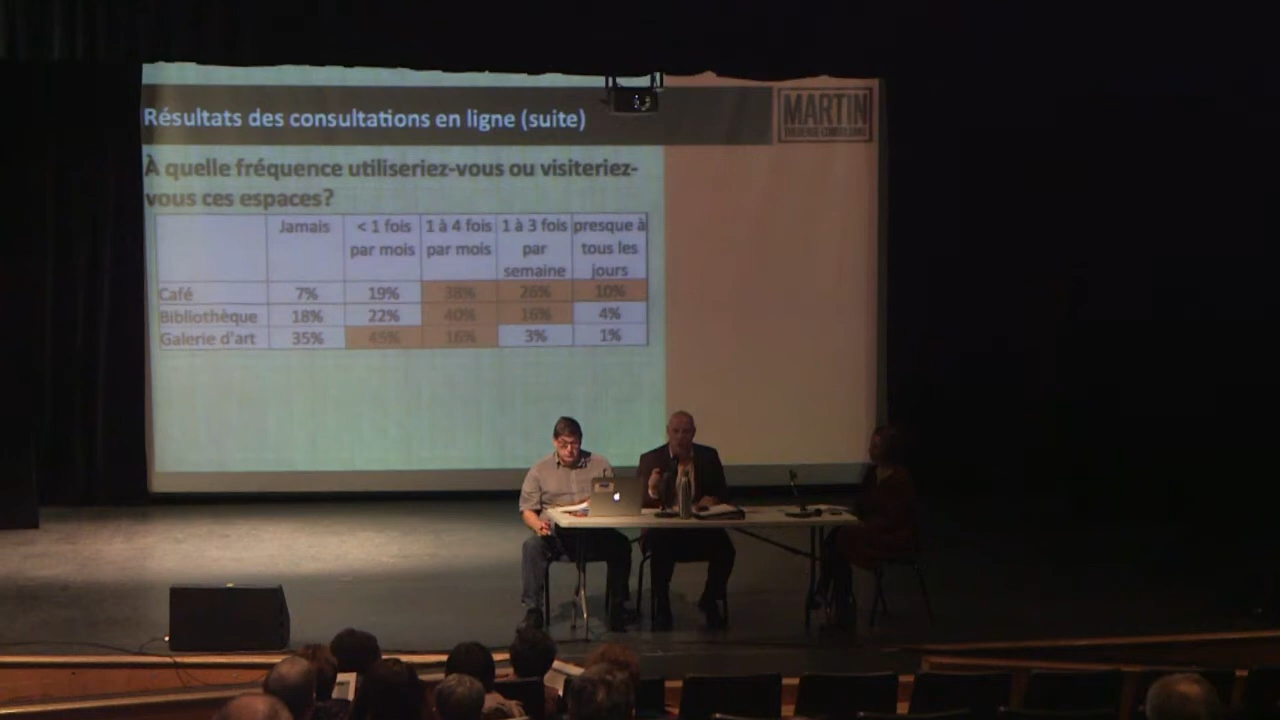 Résultats des consultations en ligne (suite)
MARTIN
À quelle fréquence utiliseriez-vous ou visiteriez-
vous ces espaces?
Jamais < 1 fois par mois 1 à 4 fois par mois 1 à 3 fois par semaine presque à tous les jours
Café 7% 19% 38% 26% 10%
Bibliothèque 18% 22% 40% 16% 4%
Galerie d'art 35% 45% 16% 3% 1%